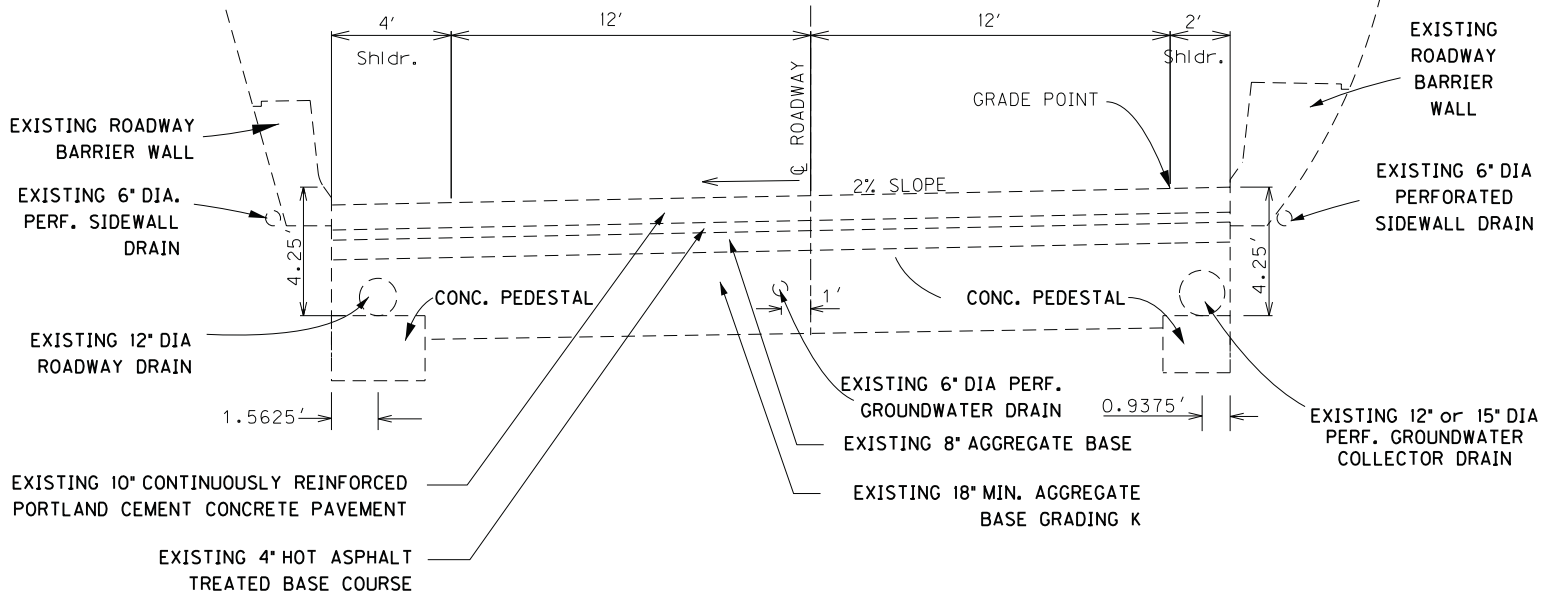 4'
12'
12'
2'
Shldr.
Shldr.
℄ ROADWAY
GRADE POINT
2% SLOPE
EXISTING
ROADWAY
BARRIER
WALL
EXISTING ROADWAY
BARRIER WALL
EXISTING 6" DIA.
PERF. SIDEWALL
DRAIN
EXISTING 6" DIA
PERFORATED
SIDEWALL DRAIN
4.25'
4.25'
CONC. PEDESTAL
1'
CONC. PEDESTAL
EXISTING 12" DIA
ROADWAY DRAIN
1.5625'
EXISTING 6" DIA PERF.
GROUNDWATER DRAIN
0.9375'
EXISTING 12" or 15" DIA
PERF. GROUNDWATER
COLLECTOR DRAIN
EXISTING 8" AGGREGATE BASE
EXISTING 10" CONTINUOUSLY REINFORCED
PORTLAND CEMENT CONCRETE PAVEMENT
EXISTING 18" MIN. AGGREGATE
BASE GRADING K
EXISTING 4" HOT ASPHALT
TREATED BASE COURSE